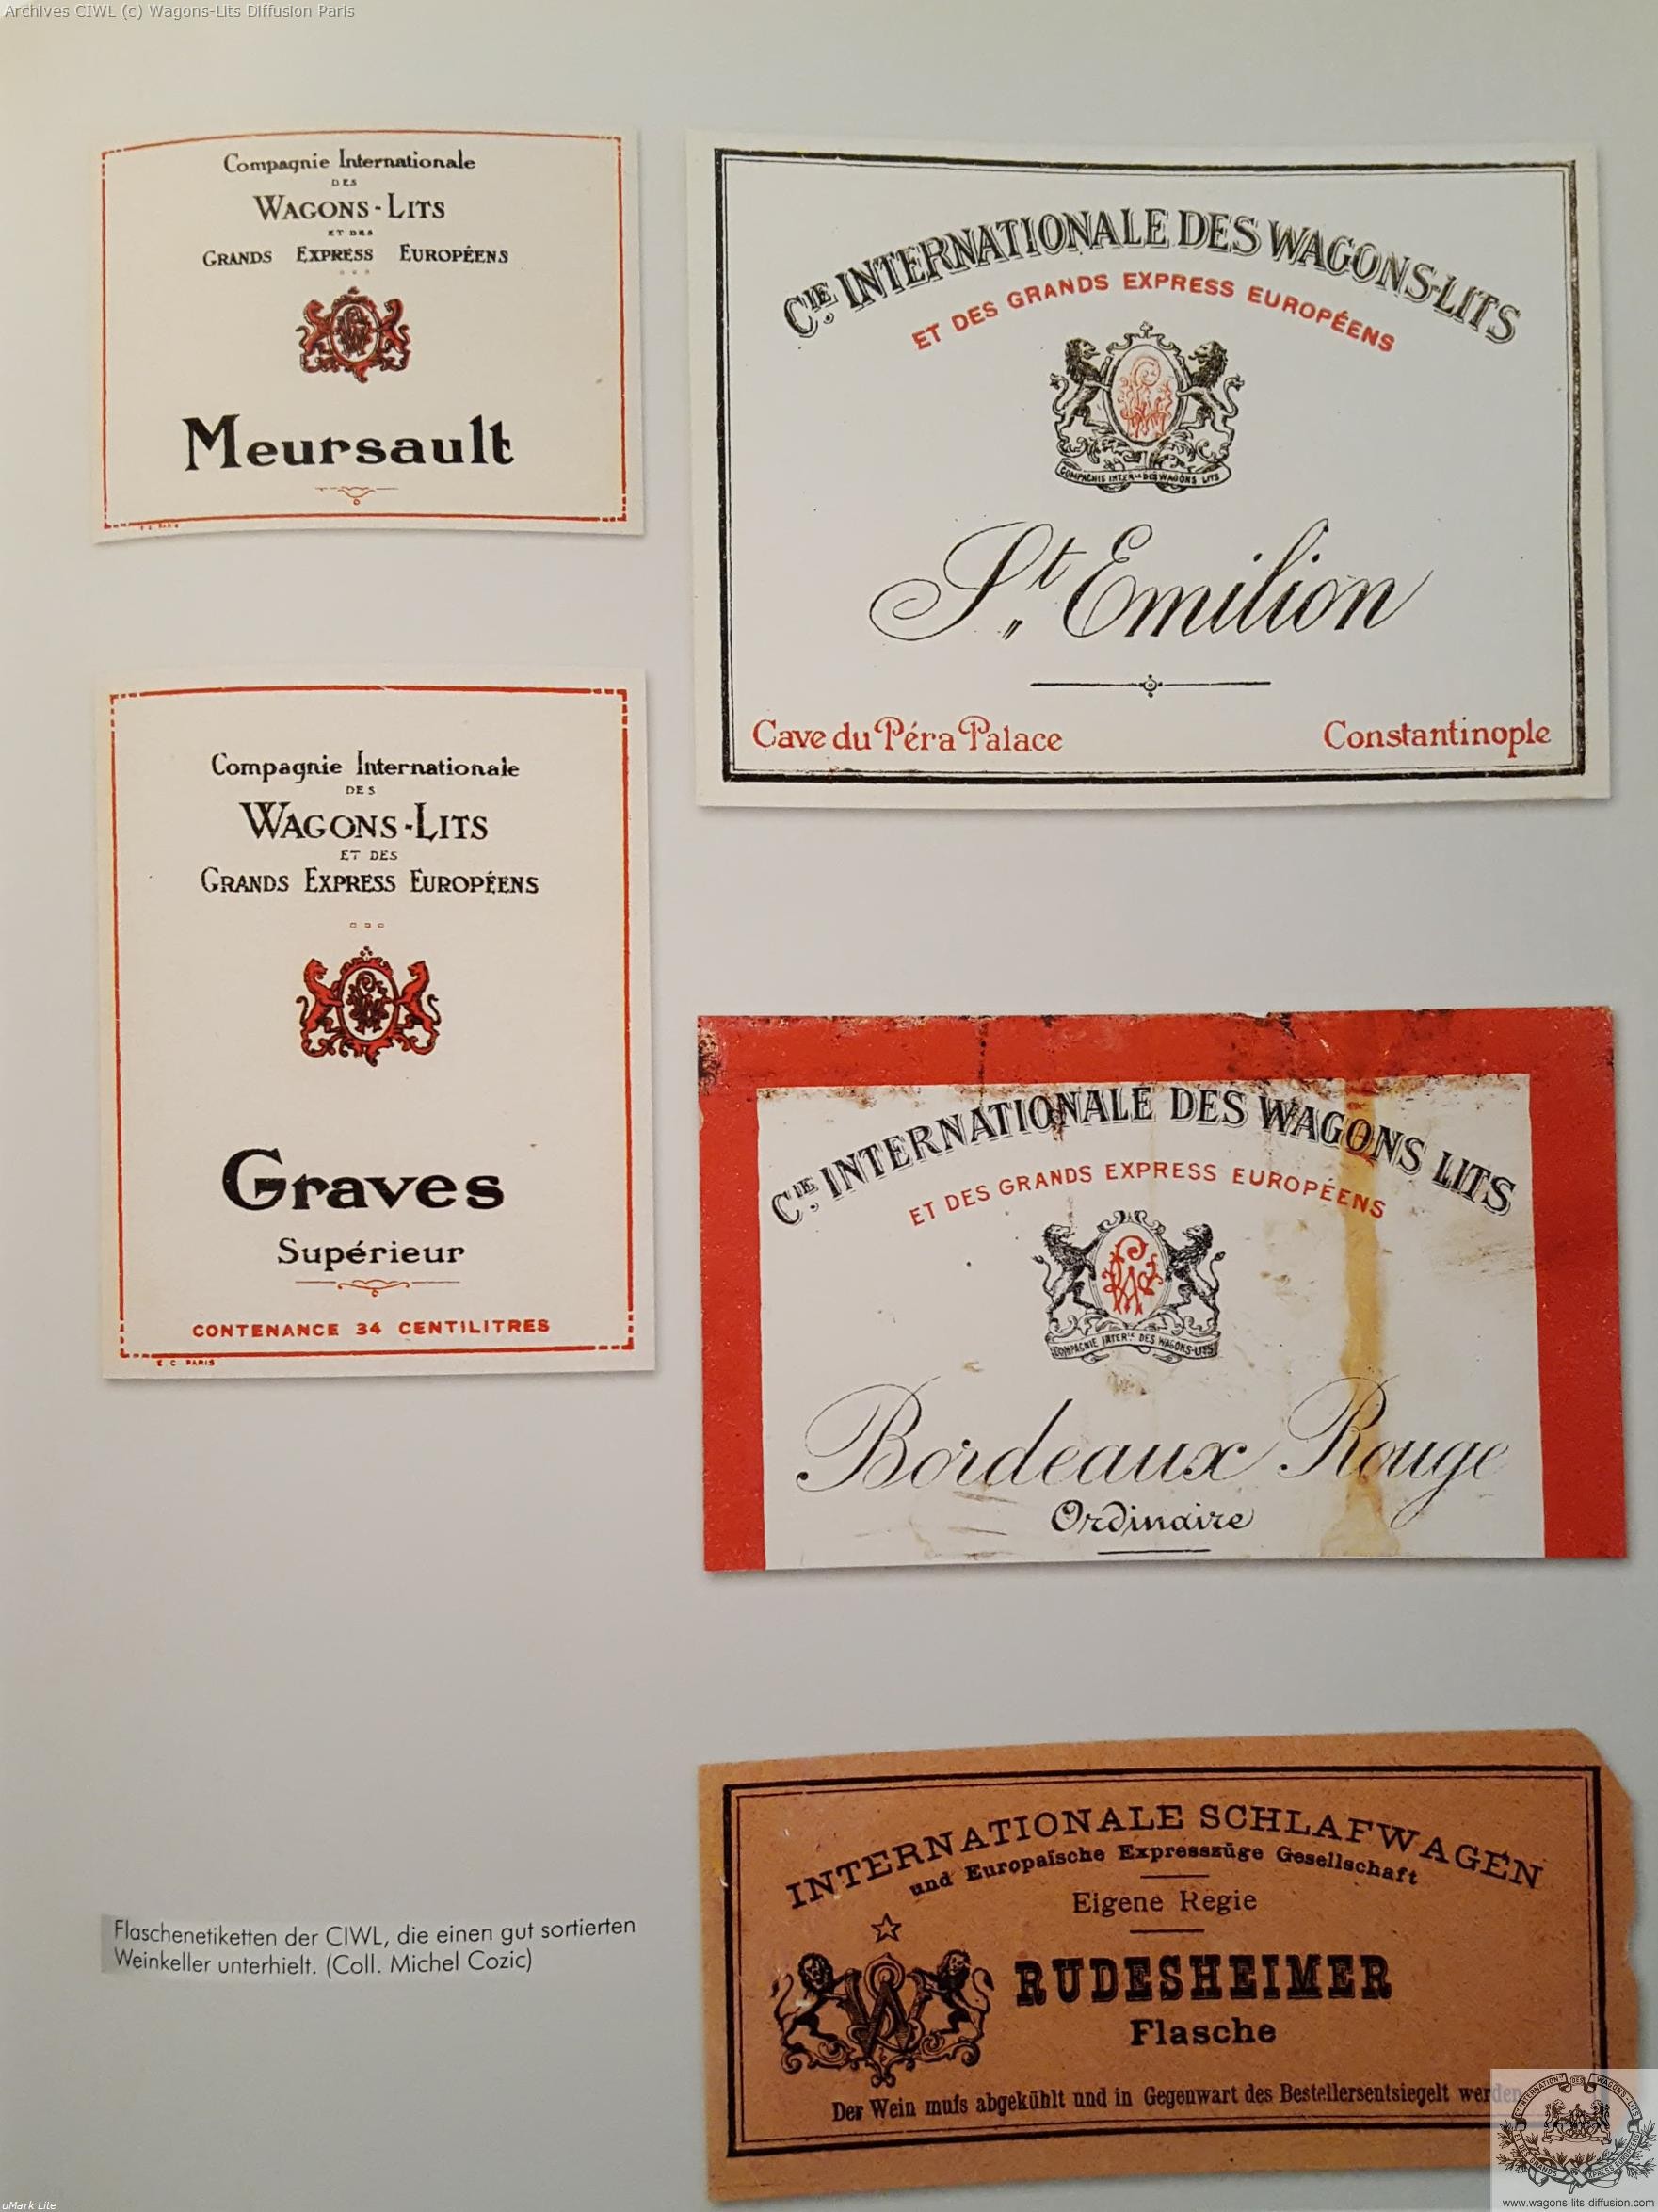 Archives CIWL (c) Wagons-Lits Diffusion Paris
Compagnie Internationale
DES
WAGONS-LITS
ET DES
GRANDS EXPRESS EUROPÉENS
Meursault
Compagnie Internationale
DES
WAGONS-LITS
ET DES
GRANDS EXPRESS EUROPÉENS
Graves
Supérieur
CONTENANCE 34 CENTILITRES
E C PARIS
CIE. INTERNATIONALE DES WAGONS-LITS
ET DES GRANDS EXPRESS EUROPÉENS
COMPAGNIE INTERLE DES WAGONS LITS
St Emilion
Cave du Péra Palace Constantinople
CIE. INTERNATIONALE DES WAGONS LITS
ET DES GRANDS EXPRESS EUROPÉENS
COMPAGNIE INTERLE DES WAGONS-LITS
Bordeaux Rouge
Ordinaire
INTERNATIONALE SCHLAFWAGEN
und Europaïsche Expresszüge Gesellschaft
Eigene Regie
RUDESHEIMER
Flasche
Der Wein mufs abgekühlt und in Gegenwart des Bestellersentsiegelt werden
Flaschenetiketten der CIWL, die einen gut sortierten
Weinkeller unterhielt. (Coll. Michel Cozic)
uMark Lite
www.wagons-lits-diffusion.com